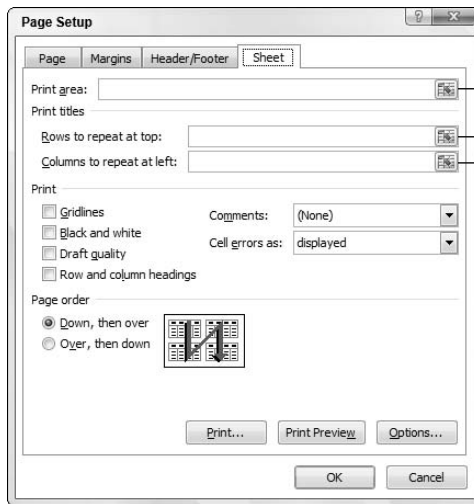 Page Setup
Page Margins Header/Footer Sheet
Print area:
Print titles
Rows to repeat at top:
Columns to repeat at left:
Print
Gridlines
Black and white
Draft quality
Row and column headings
Comments: (None)
Cell errors as: displayed
Page order
Down, then over
Over, then down
Print... Print Preview Options...
OK Cancel